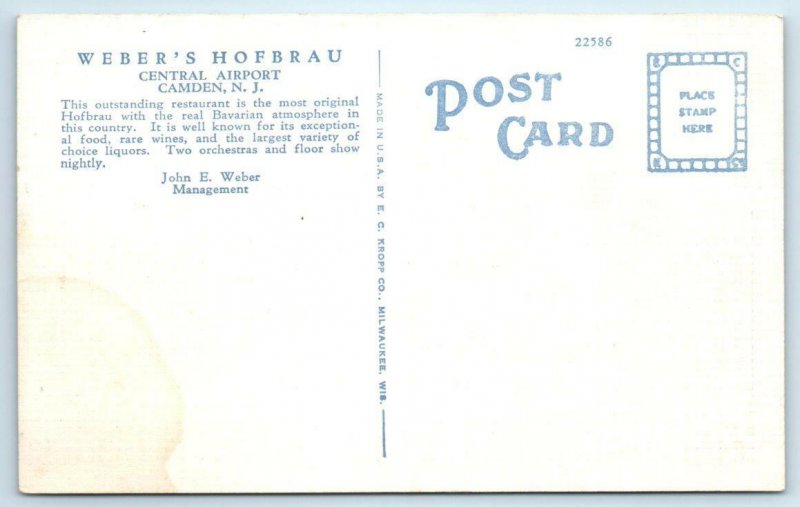 WEBER'S HOFBRAU
CENTRAL AIRPORT
CAMDEN, N. J.
This outstanding restaurant is the most original
Hofbrau with the real Bavarian atmosphere in
this country. It is well known for its exception-
al food, rare wines, and the largest variety of
choice liquors. Two orchestras and floor show
nightly.
John E. Weber
Management
MADE IN U.S.A. BY E. C. KROPP CO., MILWAUKEE, WIS.
22586
POST
CARD
PLACE
STAMP
HERE